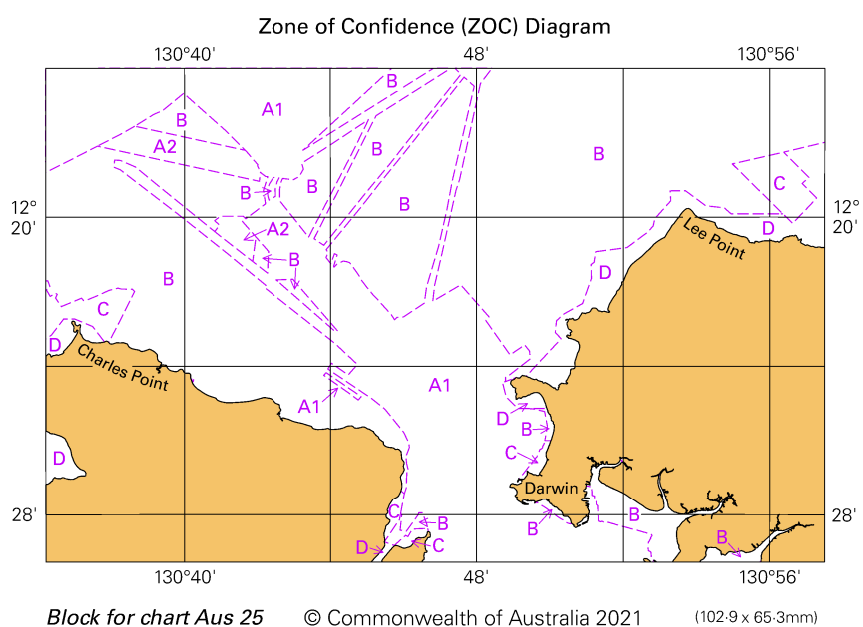 Zone of Confidence (ZOC) Diagram
130°40' 48' 130°56'
B
A1
B
A2
B
B
B
B
C
B
12°
20'
12°
20'
A2
D
Lee Point
B
D
B
C
D
Charles Point
A1
A1
D
B
C
D
Darwin
28'
28'
C
B
B
B
B
D
C
130°40' 48' 130°56'
Block for chart Aus 25 © Commonwealth of Australia 2021 (102·9 x 65·3mm)